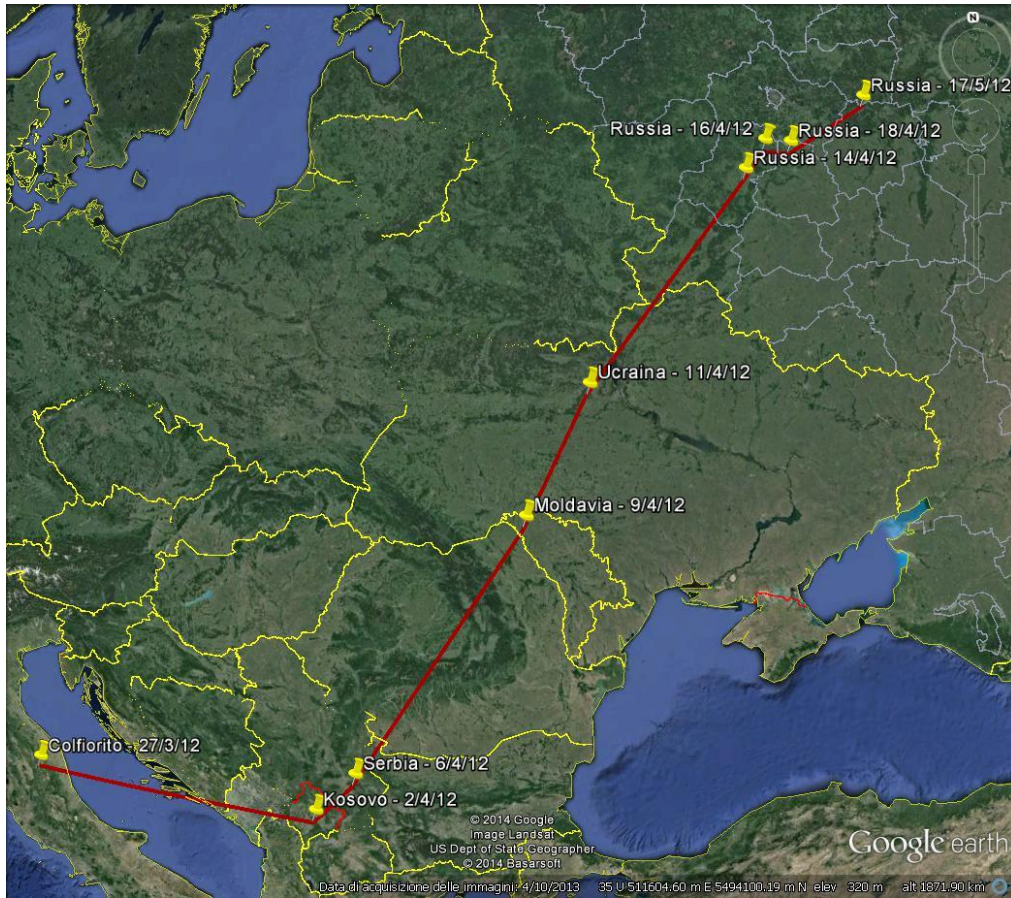 N
Russia - 17/5/12
Russia - 16/4/12
Russia - 18/4/12
Russia - 14/4/12
Ucraina - 11/4/12
Moldavia - 9/4/12
Colfiorito - 27/3/12
Serbia - 6/4/12
Kosovo - 2/4/12
© 2014 Google
Image Landsat
US Dept of State Geographer
© 2014 Basarsoft
Google earth
Data di acquisizione delle immagini: 4/10/2013 35 U 511604.60 m E 5494100.19 m N elev 320 m alt 1871.90 km